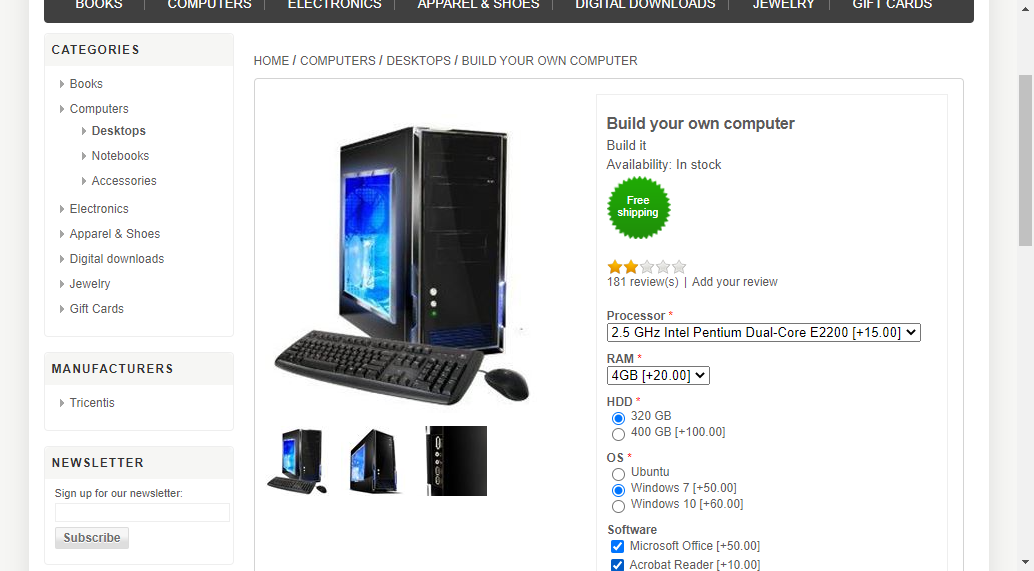 BOOKS COMPUTERS ELECTRONICS APPAREL & SHOES DIGITAL DOWNLOADS JEWELRY GIFT CARDS
CATEGORIES
Books
Computers
Desktops
Notebooks
Accessories
Electronics
Apparel & Shoes
Digital downloads
Jewelry
Gift Cards
MANUFACTURERS
Tricentis
NEWSLETTER
Sign up for our newsletter:
Subscribe
HOME / COMPUTERS / DESKTOPS / BUILD YOUR OWN COMPUTER
Build your own computer
Build it
Availability: In stock
Free
shipping
181 review(s) | Add your review
Processor *
2.5 GHz Intel Pentium Dual-Core E2200 [+15.00]
RAM *
4GB [+20.00]
HDD *
320 GB
400 GB [+100.00]
OS *
Ubuntu
Windows 7 [+50.00]
Windows 10 [+60.00]
Software
Microsoft Office [+50.00]
Acrobat Reader [+10.00]